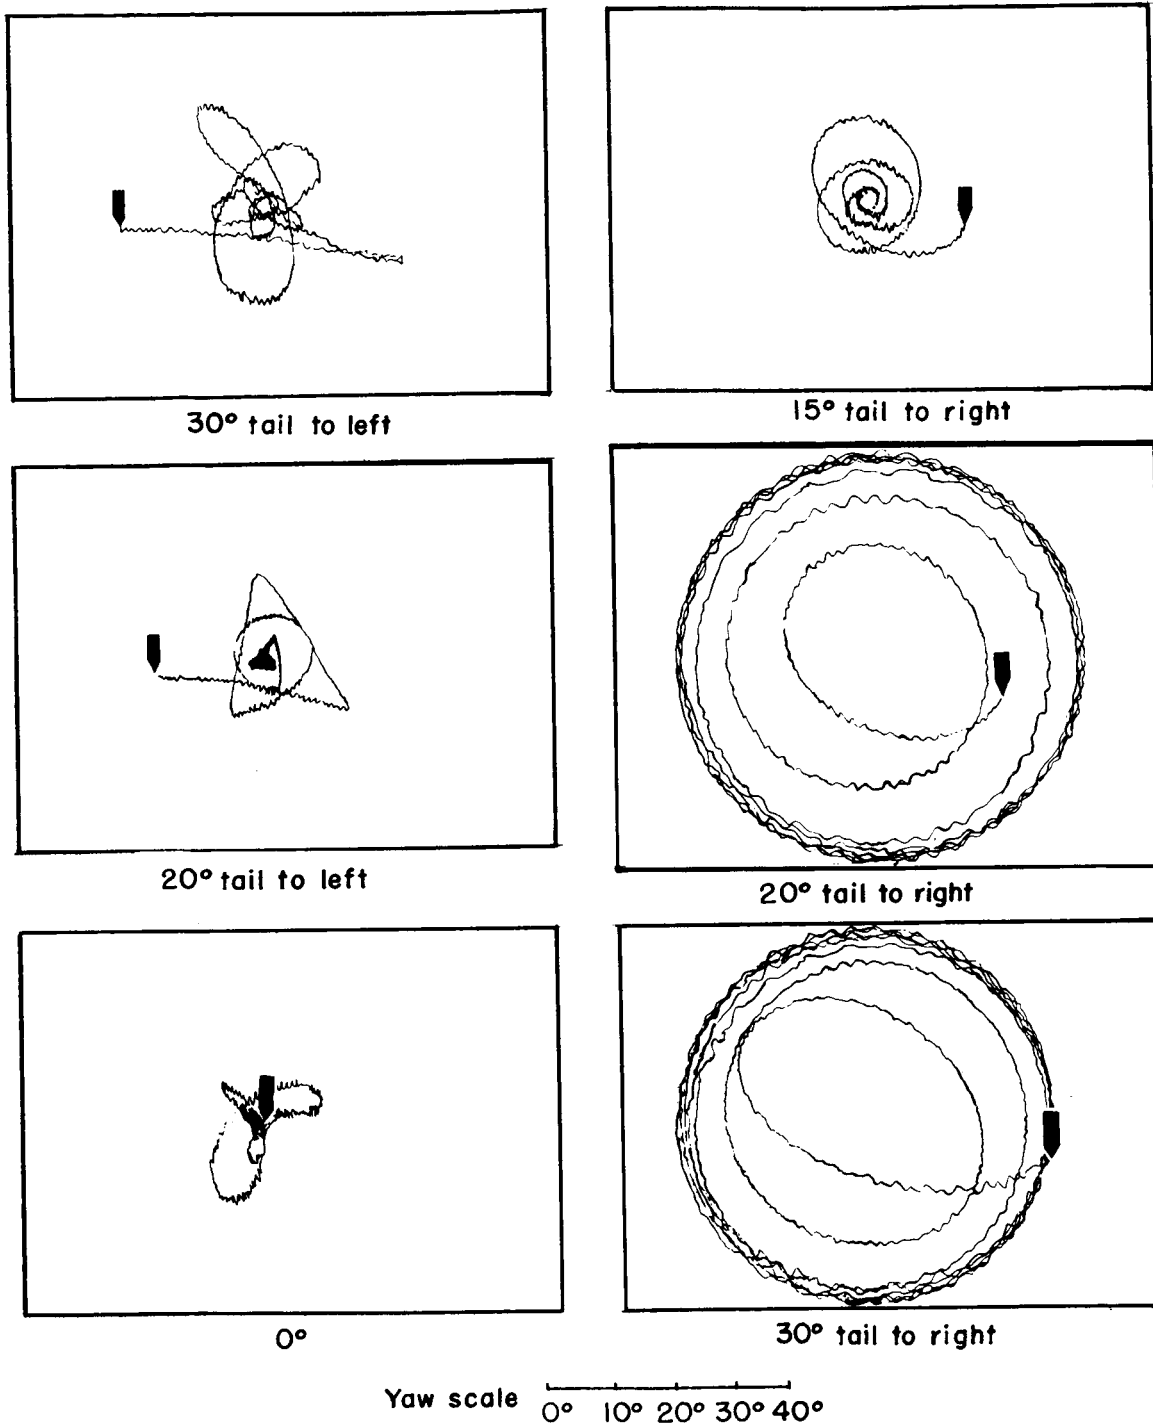 30° tail to left
15° tail to right
20° tail to left
20° tail to right
0°
30° tail to right
Yaw scale
0° 10° 20° 30° 40°